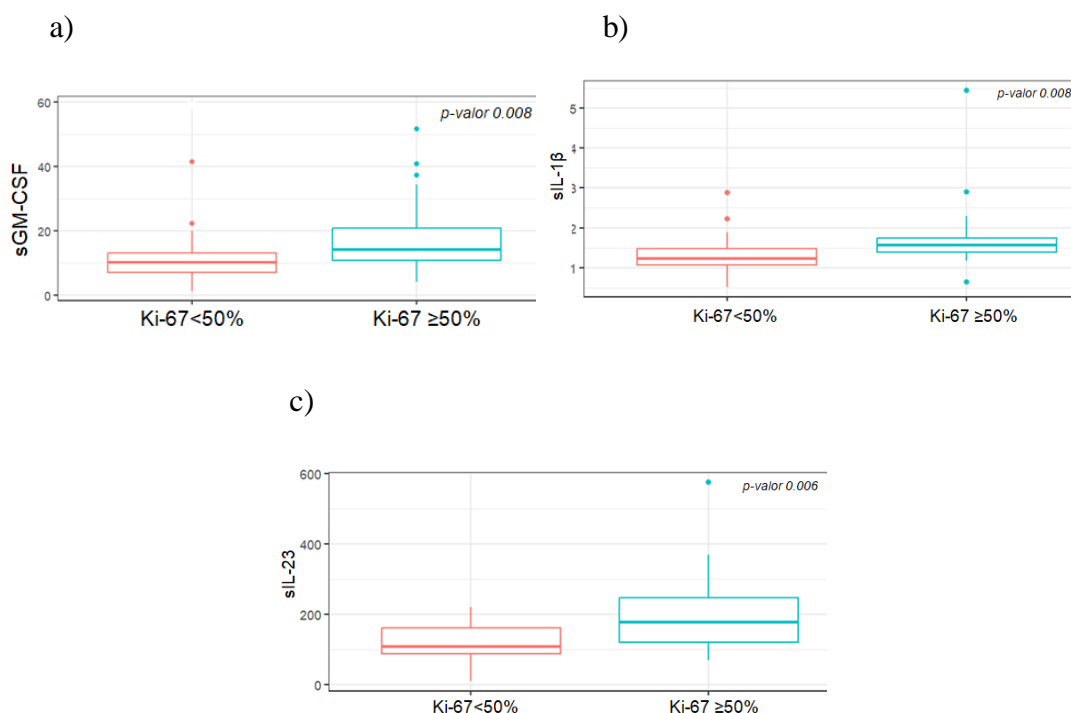 a)
60
40
20
0
sGM-CSF
p-valor 0.008
Ki-67<50%
Ki-67 ≥50%
b)
5
4
3
2
1
sIL-1β
p-valor 0.008
Ki-67<50%
Ki-67 ≥50%
c)
600
400
200
0
sIL-23
p-valor 0.006
Ki-67<50%
Ki-67 ≥50%